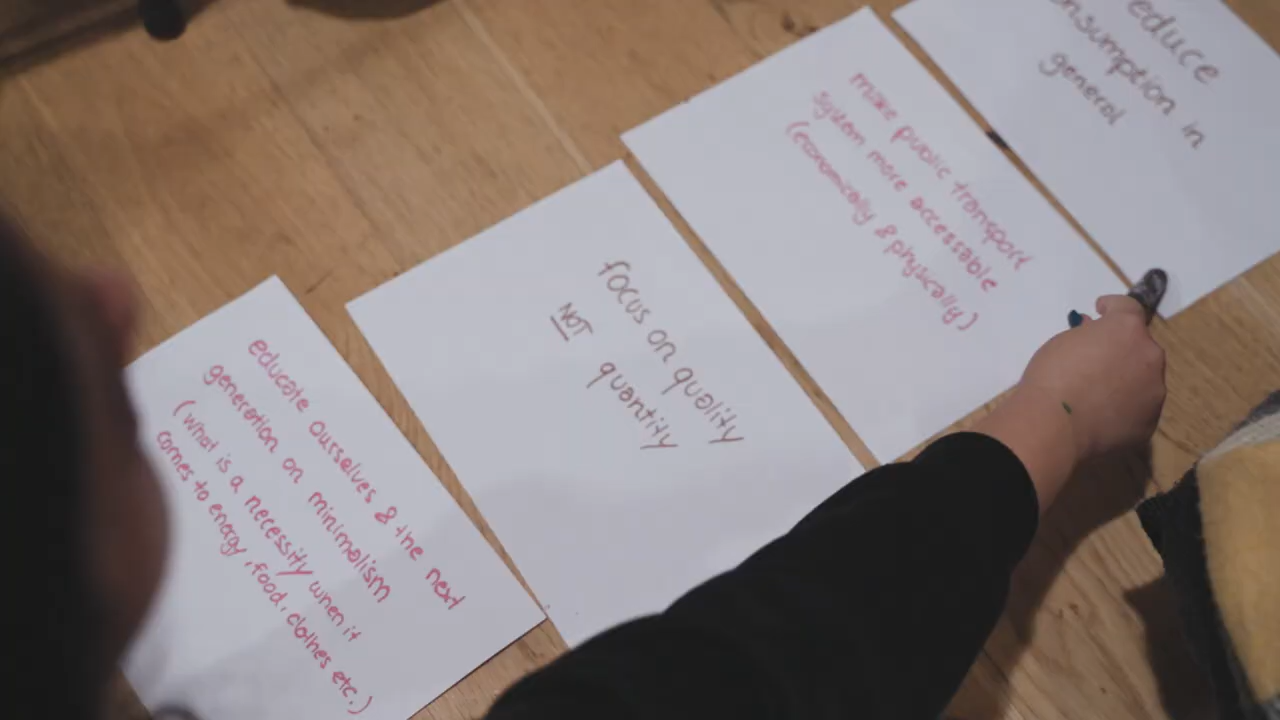 educate ourselves & the next
generation on minimalism
(what is a necessity when it
comes to energy, food, clothes etc.)
focus on quality
NOT quantity
make public transport
system more accessable
(economically & physically)
educe
nsumption in
general